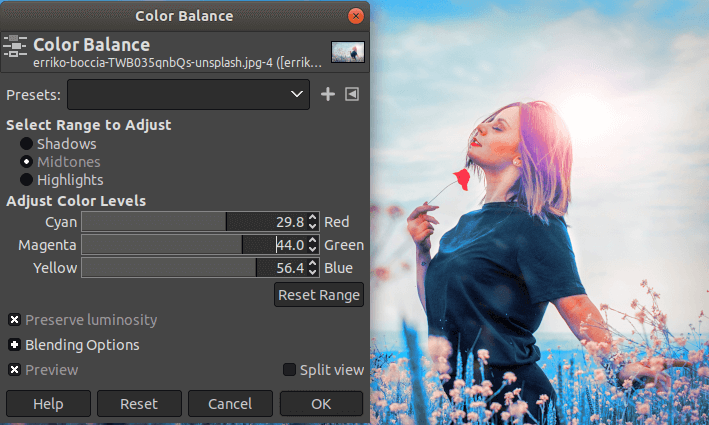 Color Balance
Color Balance
erriko-boccia-TWB035qnbQs-unsplash.jpg-4 ([errik...
Presets:
Select Range to Adjust
Shadows
Midtones
Highlights
Adjust Color Levels
Cyan 29.8 Red
Magenta 44.0 Green
Yellow 56.4 Blue
Reset Range
Preserve luminosity
Blending Options
Preview Split view
Help Reset Cancel OK